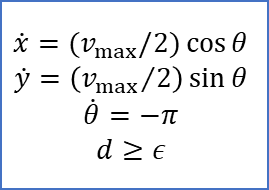 ẋ = (v_max/2) cos θ
ẏ = (v_max/2) sin θ
θ̇ = −π
d ≥ ϵ